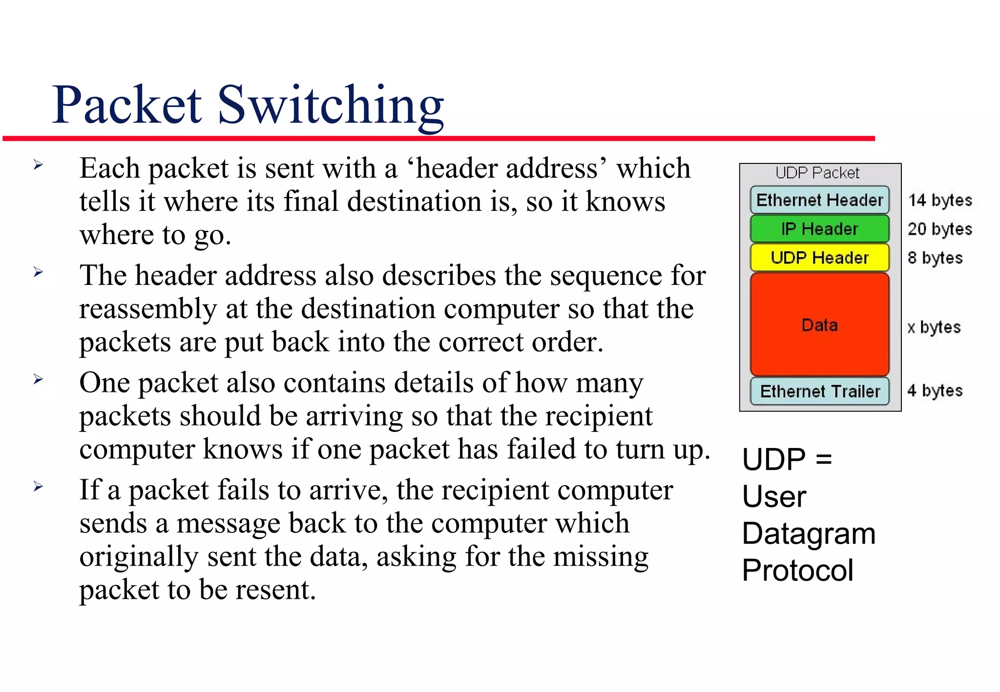 Packet Switching
Each packet is sent with a ‘header address’ which
tells it where its final destination is, so it knows
where to go.
The header address also describes the sequence for
reassembly at the destination computer so that the
packets are put back into the correct order.
One packet also contains details of how many
packets should be arriving so that the recipient
computer knows if one packet has failed to turn up.
If a packet fails to arrive, the recipient computer
sends a message back to the computer which
originally sent the data, asking for the missing
packet to be resent.
UDP Packet
Ethernet Header 14 bytes
IP Header 20 bytes
UDP Header 8 bytes
Data x bytes
Ethernet Trailer 4 bytes
UDP =
User
Datagram
Protocol